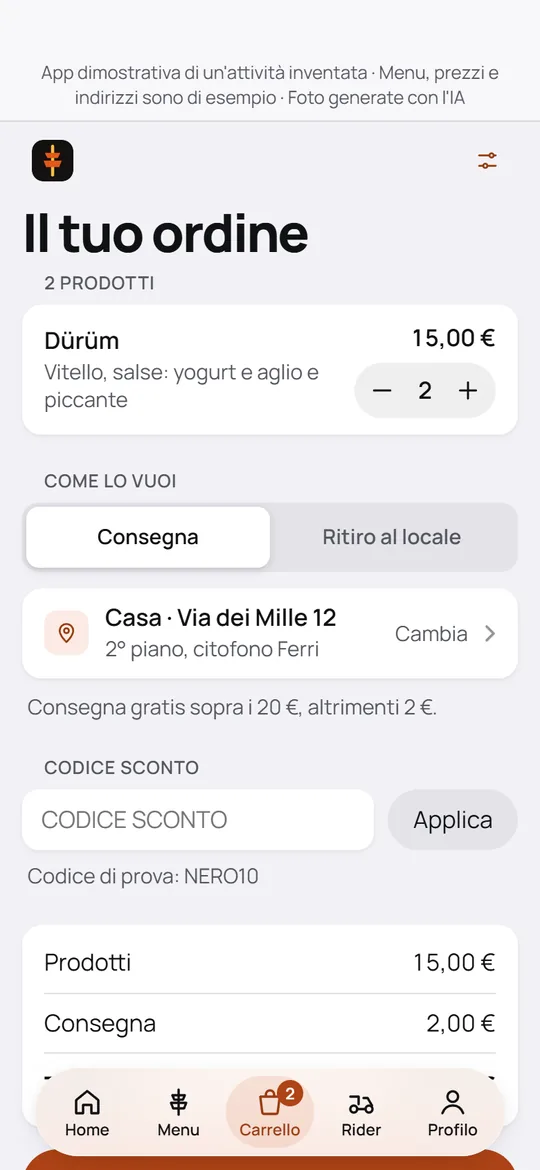 App dimostrativa di un'attività inventata · Menu, prezzi e
indirizzi sono di esempio · Foto generate con l'IA
Il tuo ordine
2 PRODOTTI
Dürüm
15,00 €
Vitello, salse: yogurt e aglio e
piccante
2
COME LO VUOI
Consegna
Ritiro al locale
Casa · Via dei Mille 12
2° piano, citofono Ferri
Cambia
Consegna gratis sopra i 20 €, altrimenti 2 €.
CODICE SCONTO
CODICE SCONTO
Applica
Codice di prova: NERO10
Prodotti
15,00 €
Consegna
2,00 €
2
Home
Menu
Carrello
Rider
Profilo